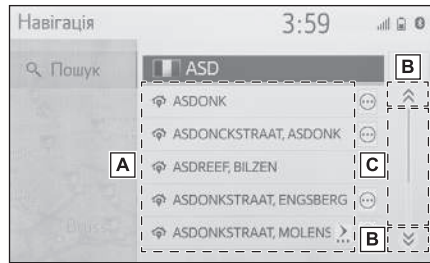 Навігація 3:59
Пошук
ASD
B
ASDONK
ASDONCKSTRAAT, ASDONK
A
ASDREEF, BILZEN
C
ASDONKSTRAAT, ENGSBERG
ASDONKSTRAAT, MOLENS
B